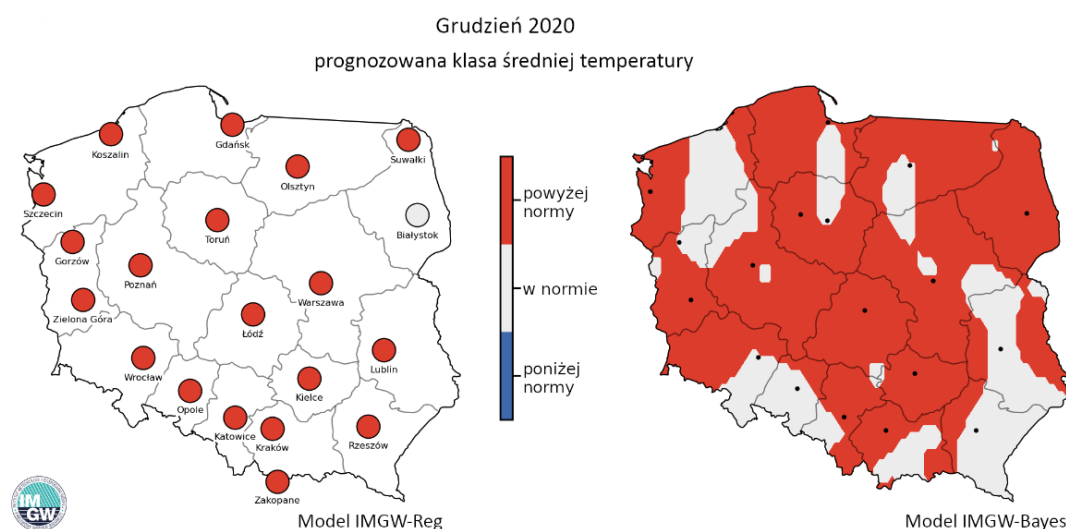 Grudzień 2020
prognozowana klasa średniej temperatury
Koszalin
Gdańsk
Suwałki
Olsztyn
Szczecin
Białystok
Toruń
Gorzów
Poznań
Warszawa
Zielona Góra
Łódź
Wrocław
Lublin
Opole
Kielce
Katowice
Kraków
Rzeszów
Zakopane
powyżej
normy
w normie
poniżej
normy
IM
GW
Model IMGW-Reg
Model IMGW-Bayes